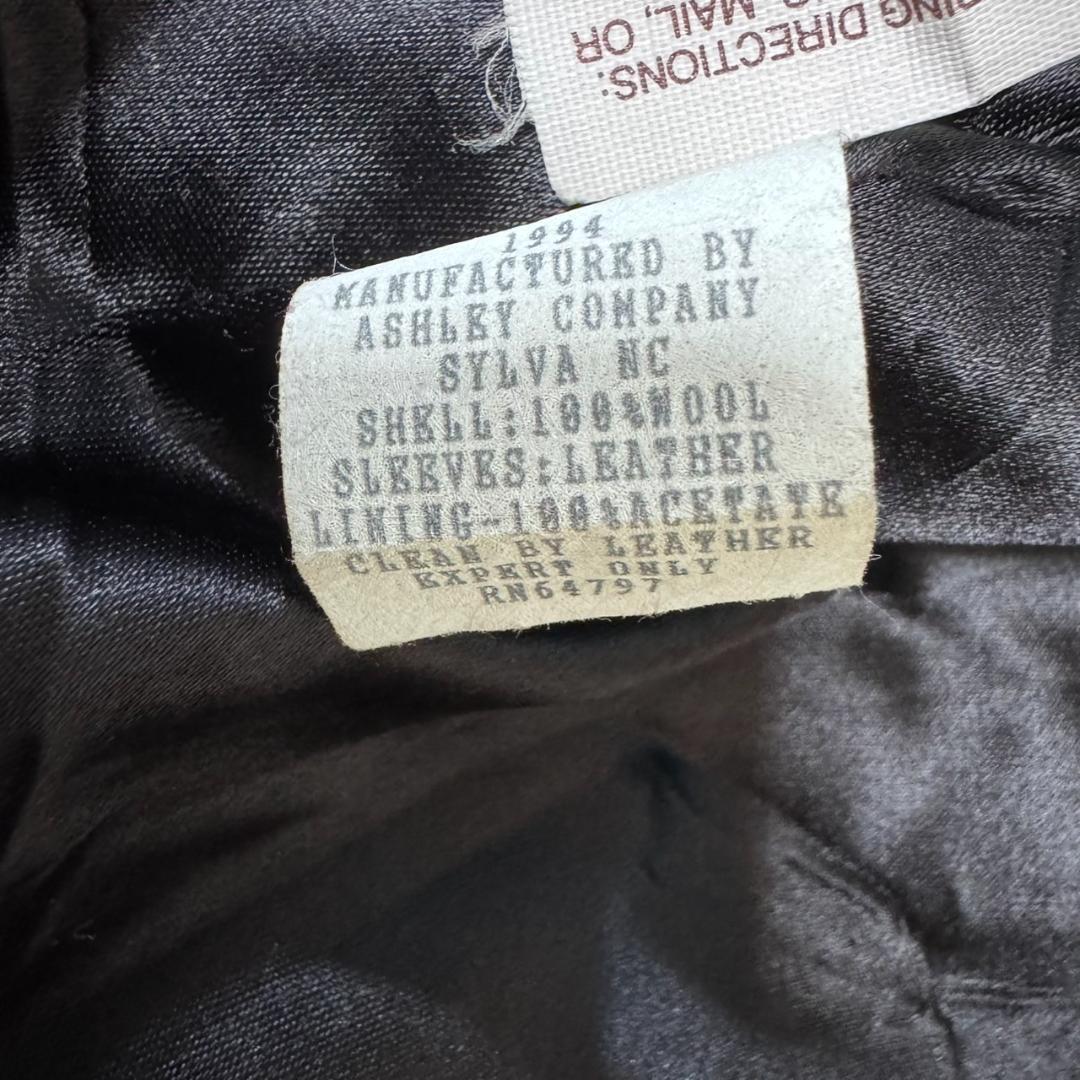 RING DIRECTIONS:
MAIL, OR
1994
MANUFACTURED BY
ASHLEY COMPANY
SYLVA NC
SHELL:100%WOOL
SLEEVES:LEATHER
LINING-100%ACETATE
CLEAN BY LEATHER
EXPERT ONLY
RN64797